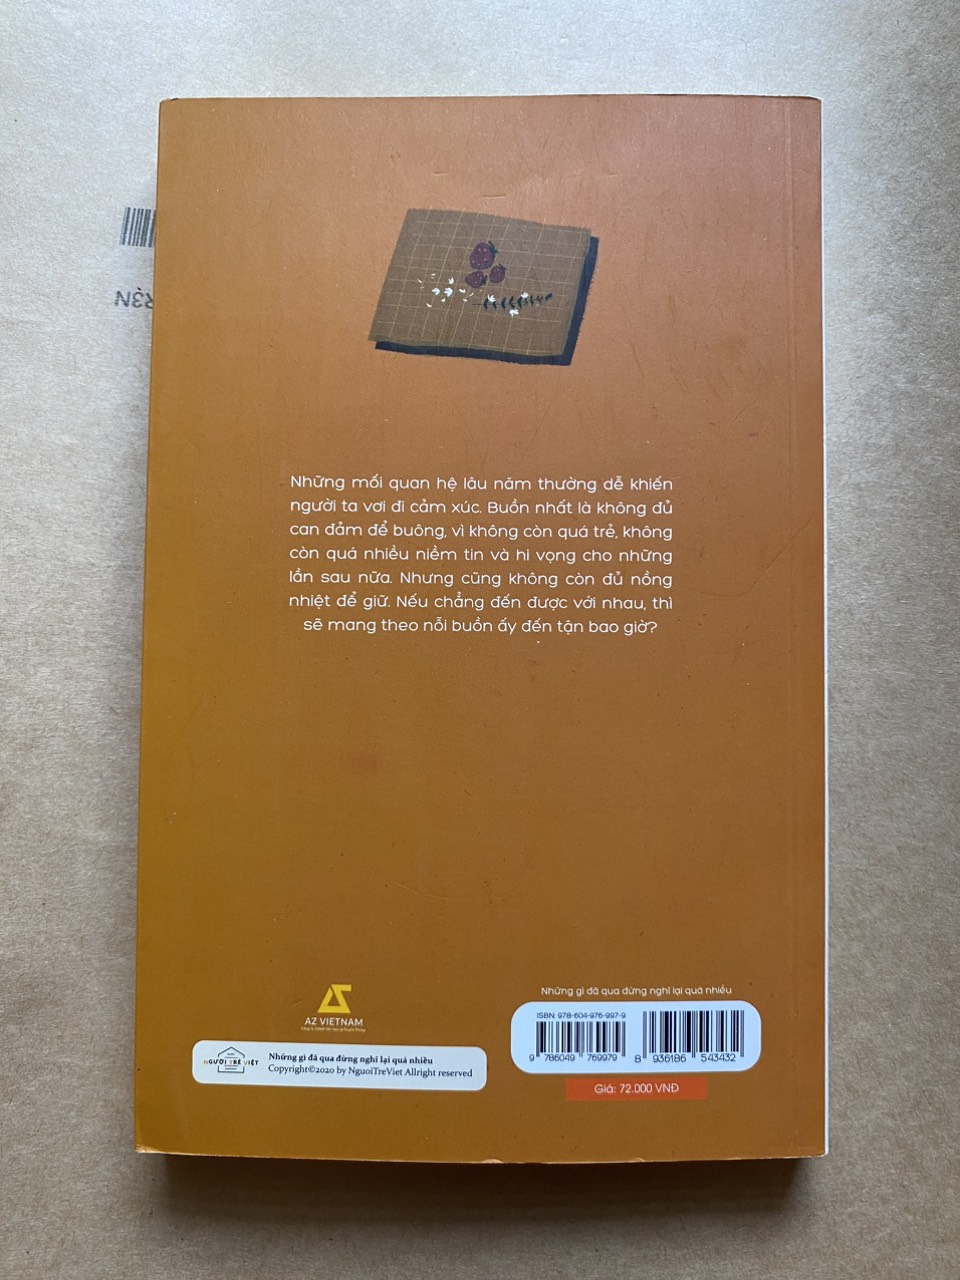 Những mối quan hệ lâu năm thường dễ khiến
người ta vơi đi cảm xúc. Buồn nhất là không đủ
can đảm để buông, vì không còn quá trẻ, không
còn quá nhiều niềm tin và hi vọng cho những
lần sau nữa. Nhưng cũng không còn đủ nồng
nhiệt để giữ. Nếu chẳng đến được với nhau, thì
sẽ mang theo nỗi buồn ấy đến tận bao giờ?
AZ VIETNAM
NGƯỜI TRẺ VIỆT
Những gì đã qua đừng nghĩ lại quá nhiều
Copyright©2020 by NguoiTreViet Allright reserved
Những gì đã qua đừng nghĩ lại quá nhiều
ISBN: 978-604-976-997-9
9 786049 769979
8 936186 543432
Giá: 72.000 VNĐ